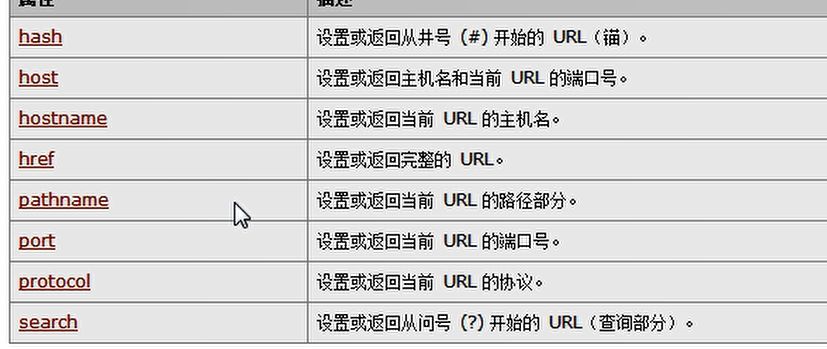 属性 描述
hash 设置或返回从井号 (#) 开始的 URL（锚）。
host 设置或返回主机名和当前 URL 的端口号。
hostname 设置或返回当前 URL 的主机名。
href 设置或返回完整的 URL。
pathname 设置或返回当前 URL 的路径部分。
port 设置或返回当前 URL 的端口号。
protocol 设置或返回当前 URL 的协议。
search 设置或返回从问号 (?) 开始的 URL（查询部分）。